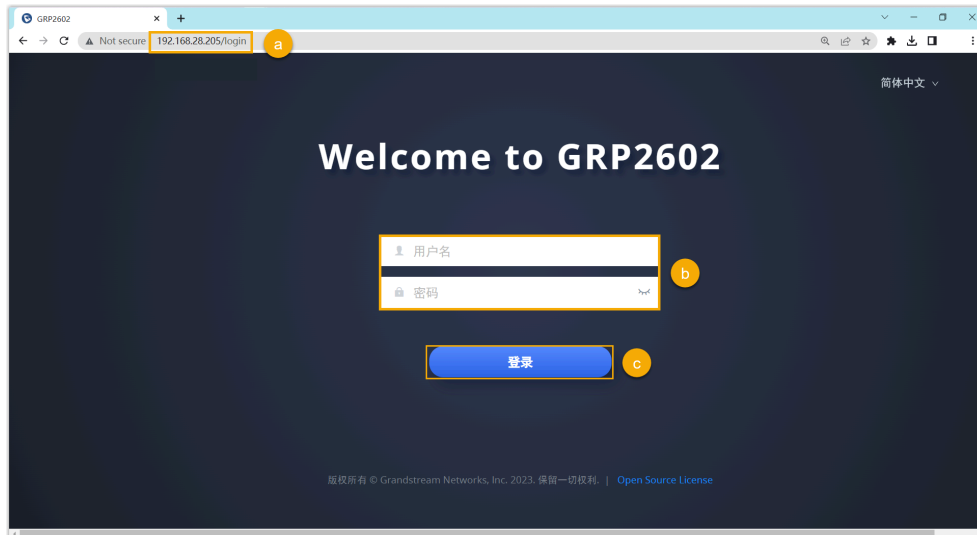 GRP2602
Not secure 192.168.28.205/login
a
简体中文
Welcome to GRP2602
用户名
b
密码
登录
c
版权所有 © Grandstream Networks, Inc. 2023. 保留一切权利. | Open Source License